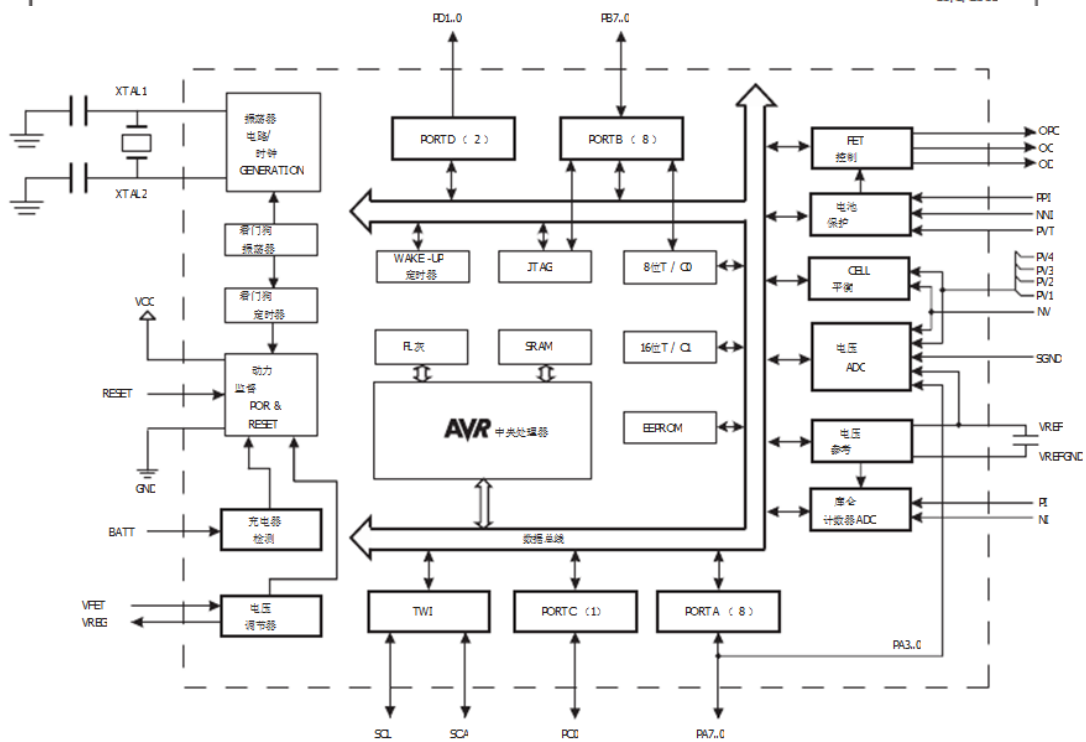 PD1..0
PB7..0
XTAL1
XTAL2
振荡器
电路/
时钟
GENERATION
PORTD（ 2）
PORTB（ 8）
FET
控制
OPC
OC
OD
电池
保护
PPI
NNI
PVT
看门狗
振荡器
WAKE-UP
定时器
JTAG
8位T / C0
CELL
平衡
PV4
PV3
PV2
PV1
NV
看门狗
定时器
VCC
FL灰
SRAM
16位T / C1
电压
ADC
SGND
动力
监督
POR &
RESET
RESET
AVR 中央处理器
EEPROM
电压
参考
VREF
VREFGND
GND
库仑
计数器ADC
PI
NI
BATT
充电器
检测
数据总线
VFET
VREG
电压
调节器
TWI
PORTC（1）
PORTA（ 8）
PA3..0
SCL
SCA
PC0
PA7..0